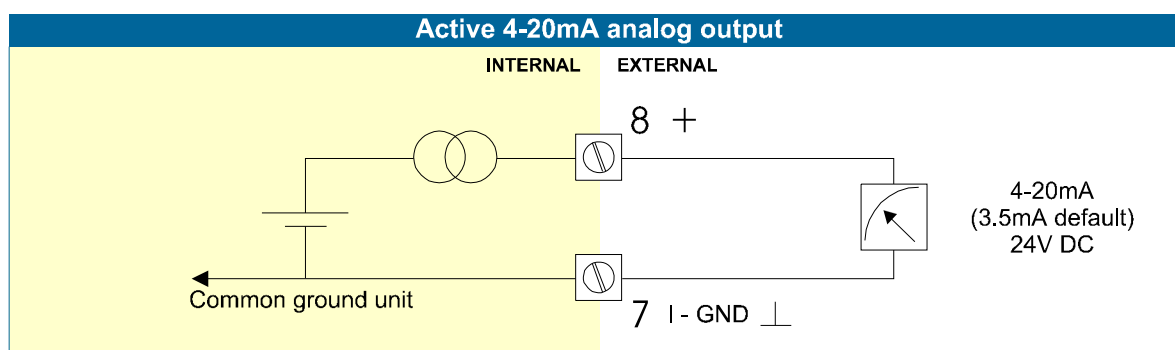 Active 4-20mA analog output
INTERNAL EXTERNAL
8 +
4-20mA
(3.5mA default)
24V DC
Common ground unit
7 I - GND ⊥